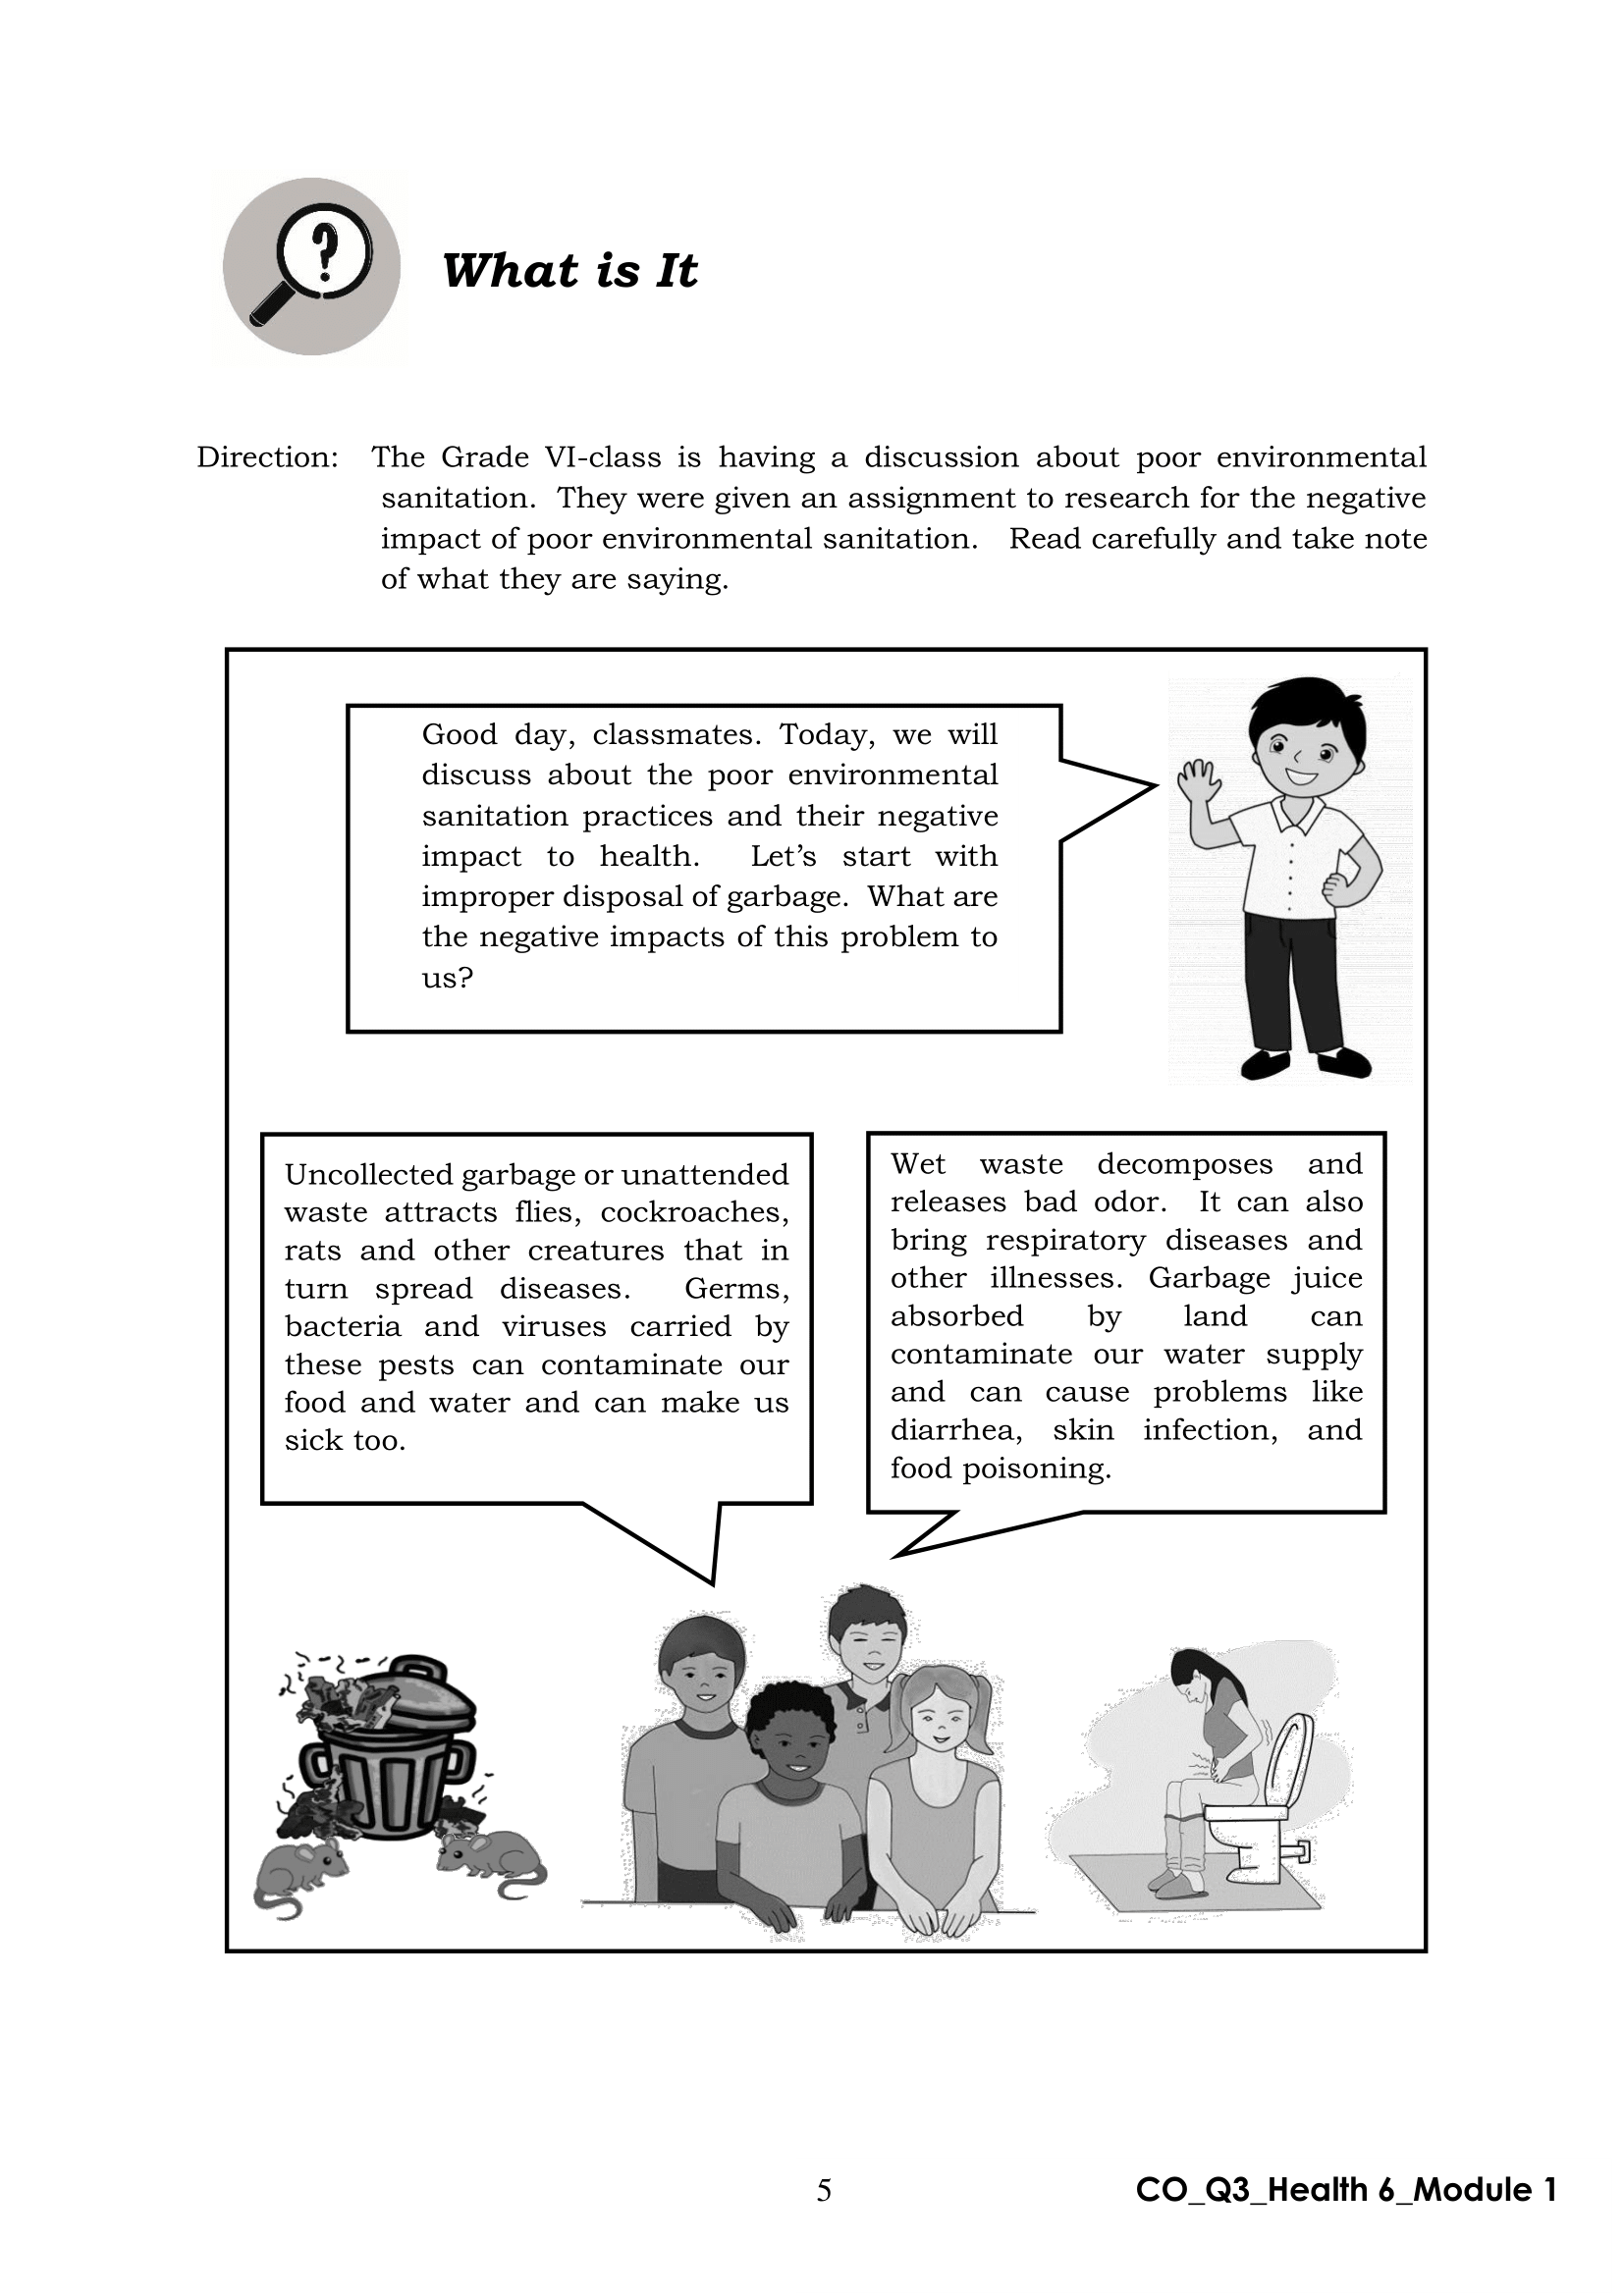 ?
What is It
Direction: The Grade VI-class is having a discussion about poor environmental
sanitation. They were given an assignment to research for the negative
impact of poor environmental sanitation. Read carefully and take note
of what they are saying.
Good day, classmates. Today, we will
discuss about the poor environmental
sanitation practices and their negative
impact to health. Let's start with
improper disposal of garbage. What are
the negative impacts of this problem to
us?
Uncollected garbage or unattended
waste attracts flies, cockroaches,
rats and other creatures that in
turn spread diseases. Germs,
bacteria and viruses carried by
these pests can contaminate our
food and water and can make us
sick too.
Wet waste decomposes and
releases bad odor. It can also
bring respiratory diseases and
other illnesses. Garbage juice
absorbed by land can
contaminate our water supply
and can cause problems like
diarrhea, skin infection, and
food poisoning.
5
CO_Q3_Health 6_Module 1